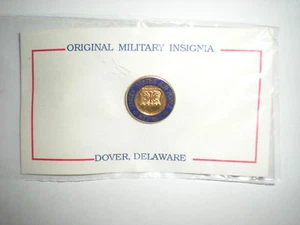 ORIGINAL MILITARY INSIGNIA
DOVER, DELAWARE